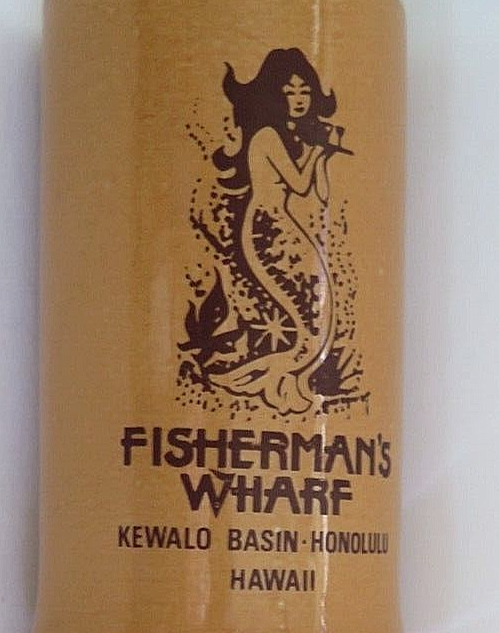 FISHERMAN'S
WHARF
KEWALO BASIN·HONOLULU
HAWAII